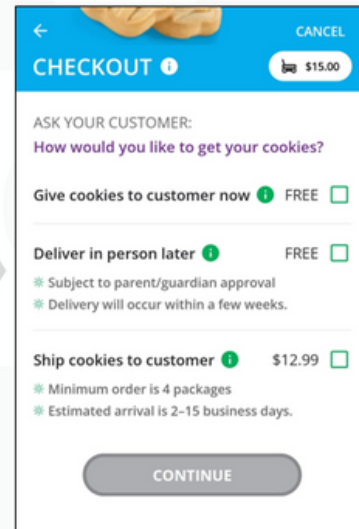 CANCEL
CHECKOUT
$15.00
ASK YOUR CUSTOMER:
How would you like to get your cookies?
Give cookies to customer now FREE
Deliver in person later FREE
Subject to parent/guardian approval
Delivery will occur within a few weeks.
Ship cookies to customer $12.99
Minimum order is 4 packages
Estimated arrival is 2–15 business days.
CONTINUE